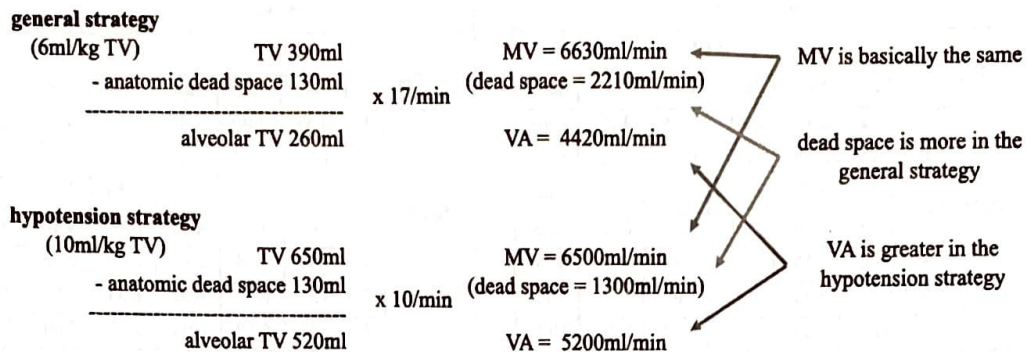 general strategy
(6ml/kg TV) TV 390ml MV = 6630ml/min MV is basically the same
- anatomic dead space 130ml x 17/min (dead space = 2210ml/min)
alveolar TV 260ml VA = 4420ml/min dead space is more in the
general strategy
hypotension strategy
(10ml/kg TV) TV 650ml MV = 6500ml/min VA is greater in the
- anatomic dead space 130ml x 10/min (dead space = 1300ml/min) hypotension strategy
alveolar TV 520ml VA = 5200ml/min